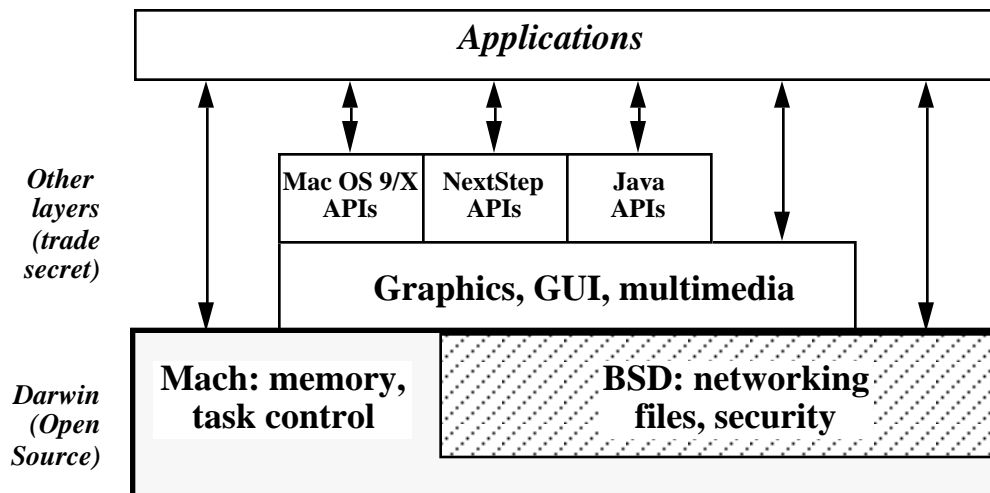 Applications
Other
layers
(trade
secret)
Mac OS 9/X
APIs
NextStep
APIs
Java
APIs
Graphics, GUI, multimedia
Darwin
(Open
Source)
Mach: memory,
task control
BSD: networking
files, security